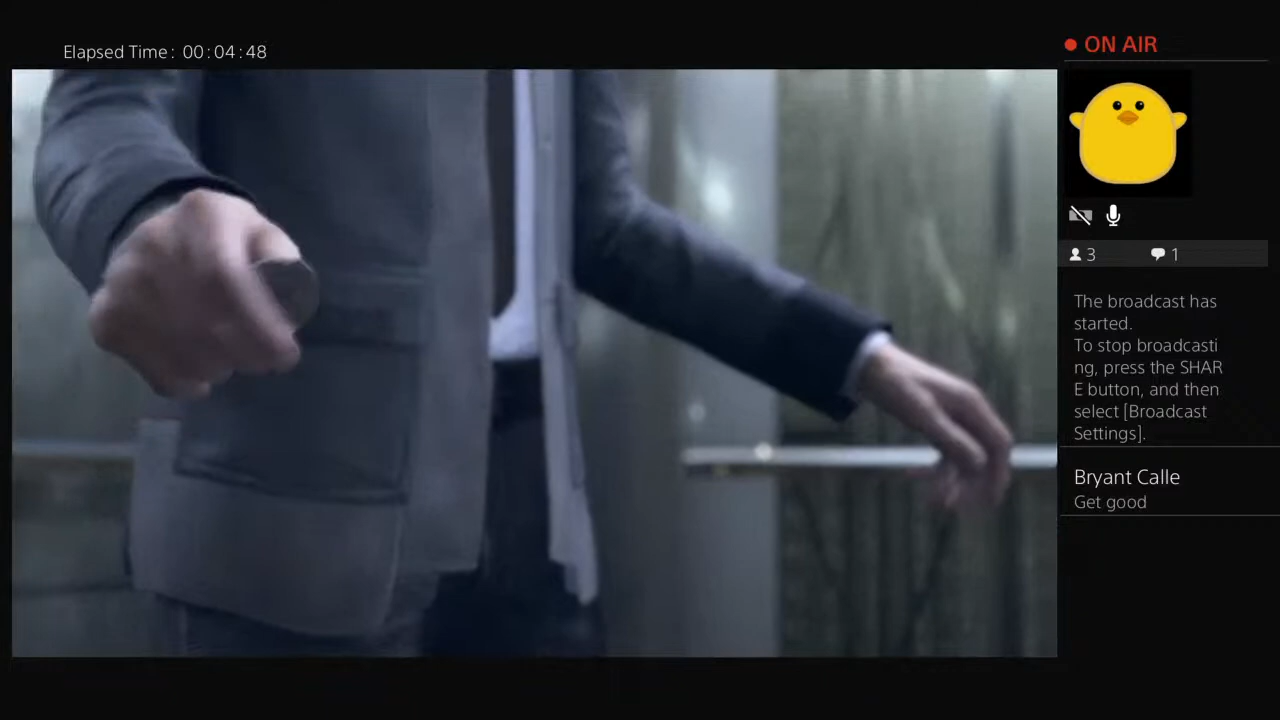 Elapsed Time: 00:04:48
ON AIR
3
1
The broadcast has
started.
To stop broadcasti
ng, press the SHAR
E button, and then
select [Broadcast
Settings].
Bryant Calle
Get good